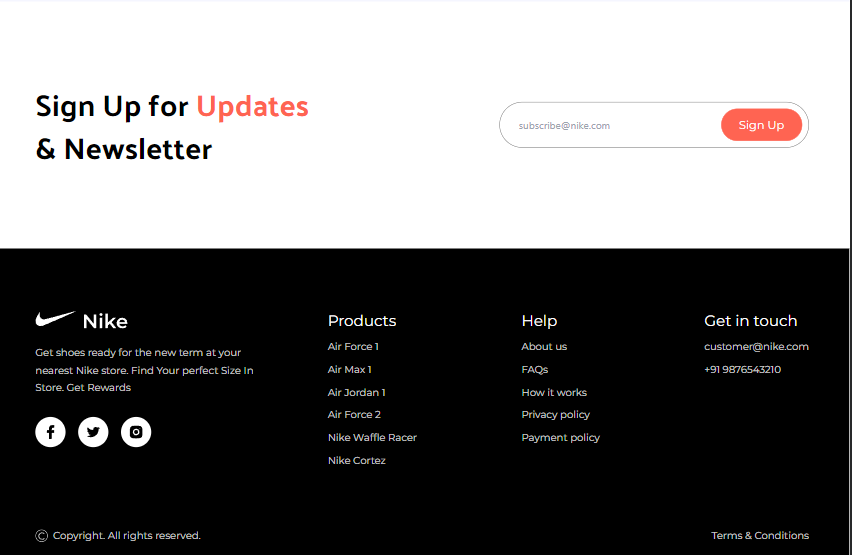 Sign Up for Updates
& Newsletter
subscribe@nike.com
Sign Up
Nike
Get shoes ready for the new term at your
nearest Nike store. Find Your perfect Size In
Store. Get Rewards
Products
Air Force 1
Air Max 1
Air Jordan 1
Air Force 2
Nike Waffle Racer
Nike Cortez
Help
About us
FAQs
How it works
Privacy policy
Payment policy
Get in touch
customer@nike.com
+91 9876543210
© Copyright. All rights reserved.
Terms & Conditions